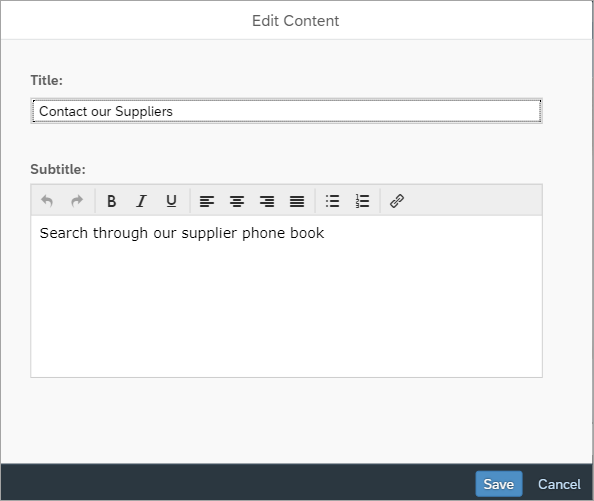 Edit Content
Title:
Contact our Suppliers
Subtitle:
B I U
Search through our supplier phone book
Save Cancel